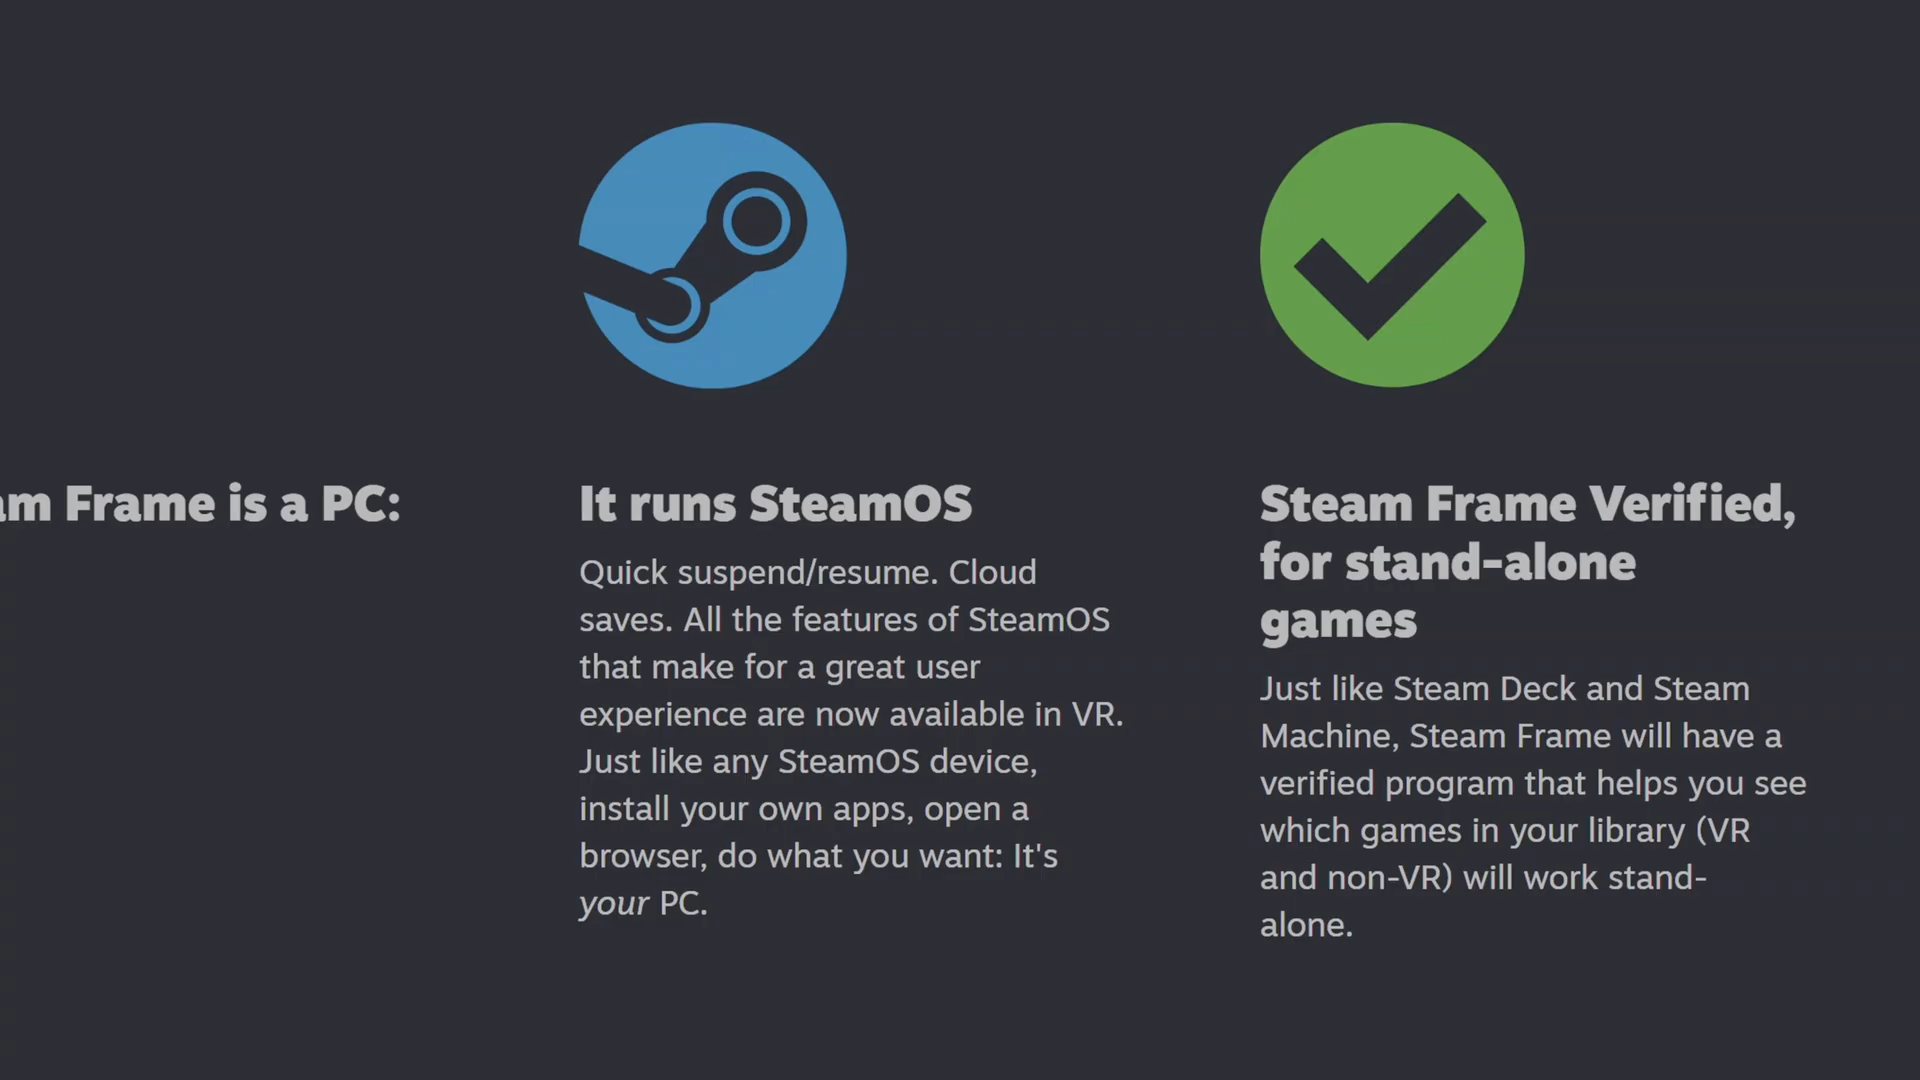 am Frame is a PC:
It runs SteamOS
Quick suspend/resume. Cloud
saves. All the features of SteamOS
that make for a great user
experience are now available in VR.
Just like any SteamOS device,
install your own apps, open a
browser, do what you want: It's
your PC.
Steam Frame Verified,
for stand-alone
games
Just like Steam Deck and Steam
Machine, Steam Frame will have a
verified program that helps you see
which games in your library (VR
and non-VR) will work stand-
alone.